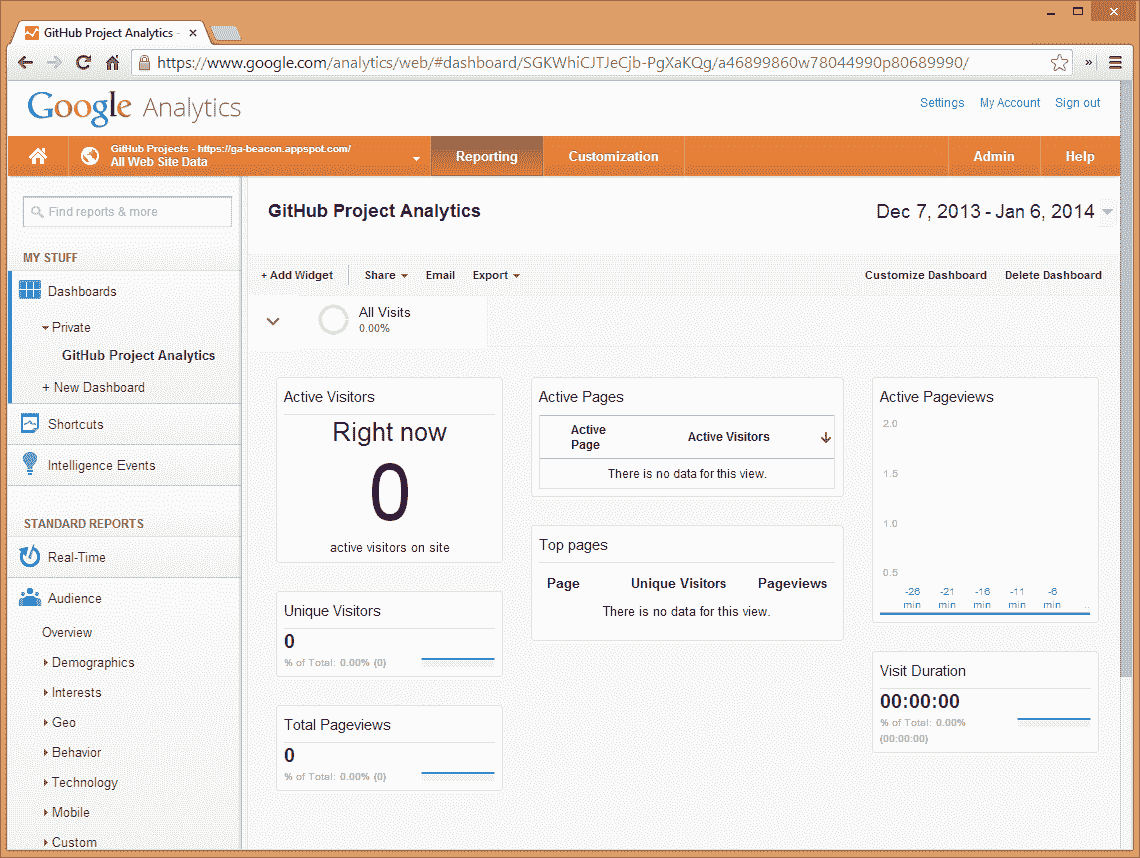 GitHub Project Analytics -
https://www.google.com/analytics/web/#dashboard/SGKWhiCJTJeCjb-PgXaKQg/a46899860w78044990p80689990/
»
Google Analytics
Settings My Account Sign out
GitHub Projects - https://ga-beacon.appspot.com/
All Web Site Data
Reporting Customization Admin Help
Find reports & more
MY STUFF
Dashboards
Private
GitHub Project Analytics
+ New Dashboard
Shortcuts
Intelligence Events
STANDARD REPORTS
Real-Time
Audience
Overview
Demographics
Interests
Geo
Behavior
Technology
Mobile
Custom
GitHub Project Analytics
Dec 7, 2013 - Jan 6, 2014
+ Add Widget Share Email Export Customize Dashboard Delete Dashboard
All Visits
0.00%
Active Visitors
Right now
0
active visitors on site
Unique Visitors
0
% of Total: 0.00% (0)
Total Pageviews
0
% of Total: 0.00% (0)
Active Pages
Active
Page
Active Visitors
There is no data for this view.
Top pages
Page Unique Visitors Pageviews
There is no data for this view.
Active Pageviews
2.0
1.5
1.0
0.5
-26 -21 -16 -11 -6
min min min min min
Visit Duration
00:00:00
% of Total: 0.00%
(00:00:00)